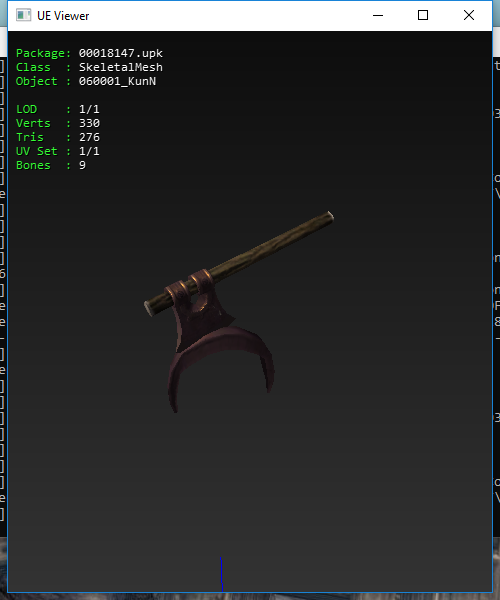 UE Viewer
Package: 00018147.upk
Class  : SkeletalMesh
Object : 060001_KunN
LOD    : 1/1
Verts  : 330
Tris   : 276
UV Set : 1/1
Bones  : 9